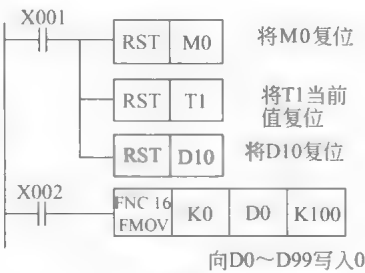 X001
RST M0 将M0复位
RST T1 将T1当前
值复位
RST D10 将D10复位
X002
FNC 16
FMOV K0 D0 K100
向D0～D99写入0